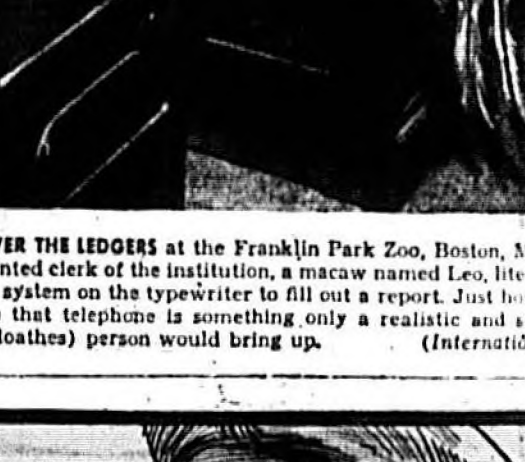 VER THE LEDGERS at the Franklin Park Zoo, Boston, M
nted clerk of the institution, a macaw named Leo, lite
system on the typewriter to fill out a report. Just ho
that telephone is something only a realistic and s
loathes) person would bring up. (Internatio